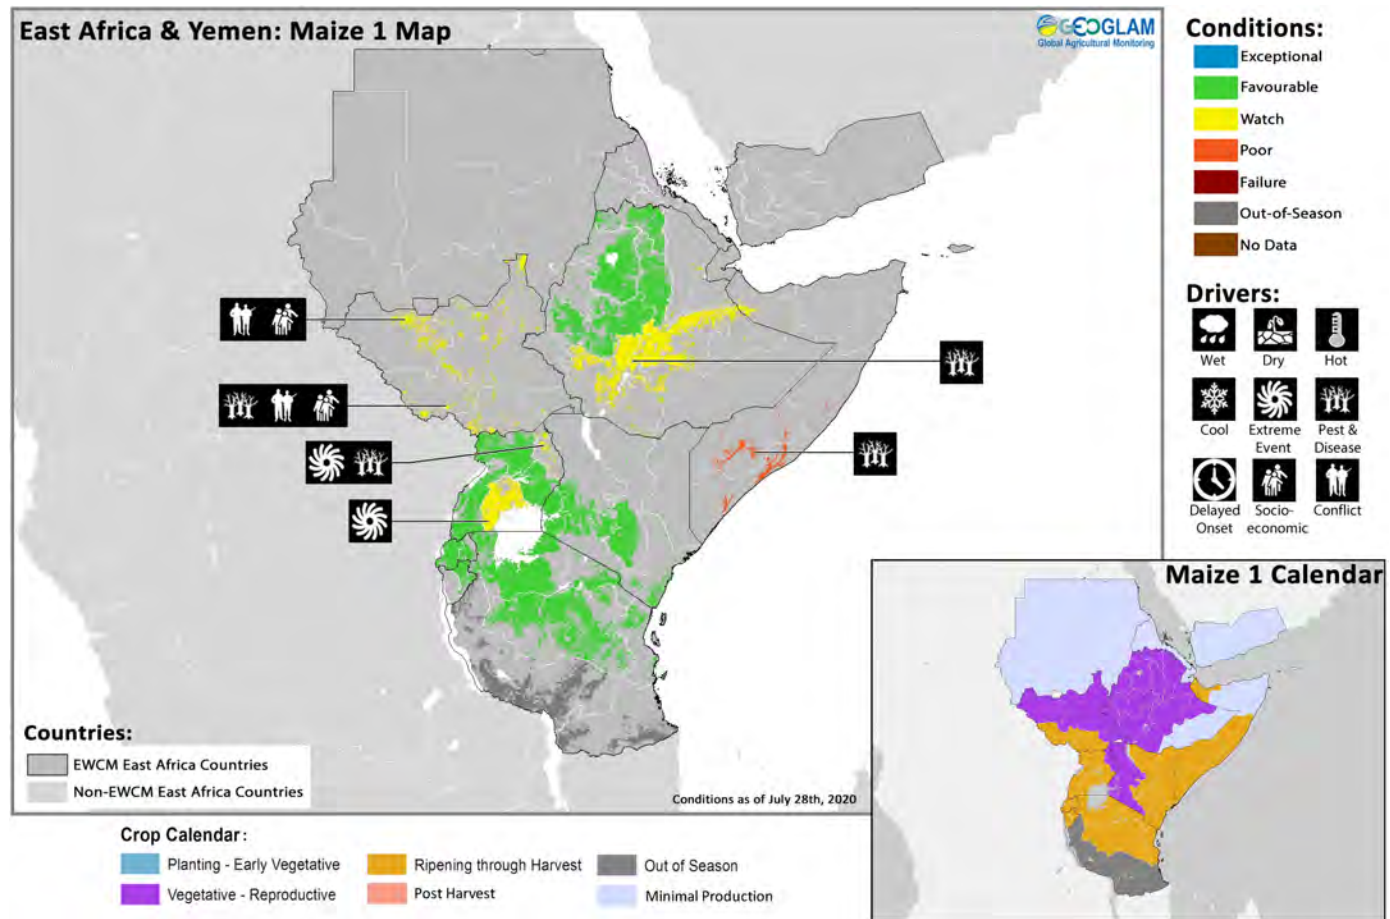 East Africa & Yemen: Maize 1 Map
GEOGLAM
Global Agricultural Monitoring
Conditions:
Exceptional
Favourable
Watch
Poor
Failure
Out-of-Season
No Data
Drivers:
Wet
Dry
Hot
Cool
Extreme
Event
Pest &
Disease
Delayed
Onset
Socio-
economic
Conflict
Countries:
EWCM East Africa Countries
Non-EWCM East Africa Countries
Conditions as of July 28th, 2020
Maize 1 Calendar
Crop Calendar:
Planting - Early Vegetative
Ripening through Harvest
Out of Season
Vegetative - Reproductive
Post Harvest
Minimal Production